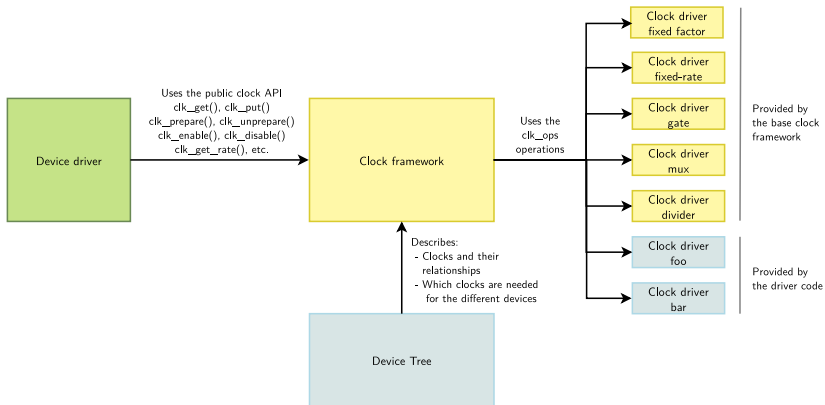 Device driver
Uses the public clock API
clk_get(), clk_put()
clk_prepare(), clk_unprepare()
clk_enable(), clk_disable()
clk_get_rate(), etc.
Clock framework
Uses the
clk_ops
operations
Clock driver
fixed factor
Clock driver
fixed-rate
Clock driver
gate
Clock driver
mux
Clock driver
divider
Clock driver
foo
Clock driver
bar
Provided by
the base clock
framework
Provided by
the driver code
Describes:
- Clocks and their
relationships
- Which clocks are needed
for the different devices
Device Tree